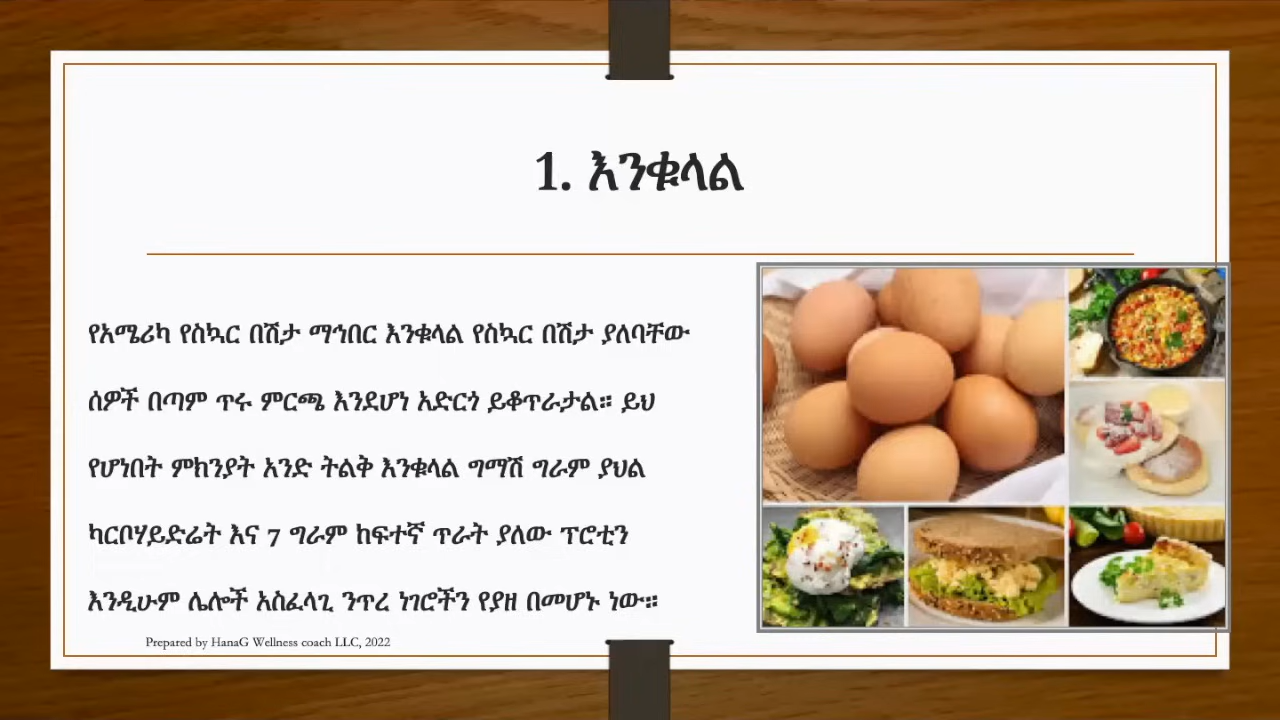 1. እንቁላል
የአሜሪካ የስኳር በሽታ ማኅበር እንቁላል የስኳር በሽታ ያለባቸው
ሰዎች በጣም ጥሩ ምርጫ እንደሆነ አድርጎ ይቆጥራታል። ይህ
የሆነበት ምክንያት አንድ ትልቅ እንቁላል ግማሽ ግራም ያህል
ካርቦሃይድሬት እና 7 ግራም ከፍተኛ ጥራት ያለው ፕሮቲን
እንዲሁም ሌሎች አስፈላጊ ንጥረ ነገሮችን የያዘ በመሆኑ ነው።
Prepared by HanaG Wellness coach LLC, 2022